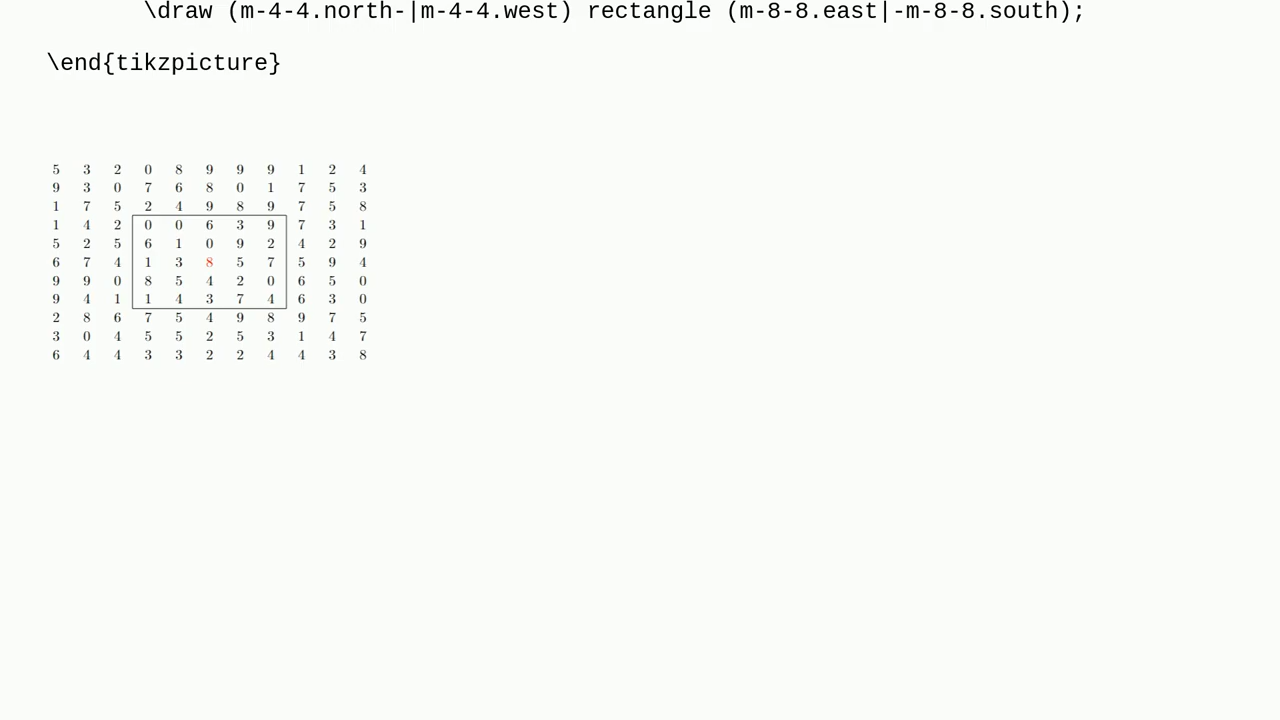 \draw (m-4-4.north-|m-4-4.west) rectangle (m-8-8.east|-m-8-8.south);
\end{tikzpicture}
5 3 2 0 8 9 9 9 1 2 4
9 3 0 7 6 8 0 1 7 5 3
1 7 5 2 4 9 8 9 7 5 8
1 4 2 0 0 6 3 9 7 3 1
5 2 5 6 1 0 9 2 4 2 9
6 7 4 1 3 8 5 7 5 9 4
9 9 0 8 5 4 2 0 6 5 0
9 4 1 1 4 3 7 4 6 3 0
2 8 6 7 5 4 9 8 9 7 5
3 0 4 5 5 2 5 3 1 4 7
6 4 4 3 3 2 2 4 4 3 8